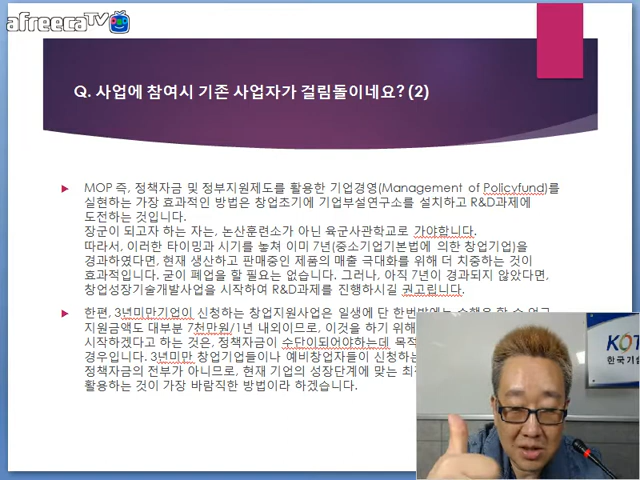 afreecaTV
Q. 사업에 참여시 기존 사업자가 걸림돌이네요? (2)
MOP 즉, 정책자금 및 정부지원제도를 활용한 기업경영(Management of Policyfund)를
실현하는 가장 효과적인 방법은 창업초기에 기업부설연구소를 설치하고 R&D과제에
도전하는 것입니다.
장군이 되고자 하는 자는, 논산훈련소가 아닌 육군사관학교로 가야합니다.
따라서, 이러한 타이밍과 시기를 놓쳐 이미 7년(중소기업기본법에 의한 창업기업)을
경과하였다면, 현재 생산하고 판매중인 제품의 매출 극대화를 위해 더 치중하는 것이
효과적입니다. 굳이 폐업을 할 필요는 없습니다. 그러나, 아직 7년이 경과되지 않았다면,
창업성장기술개발사업을 시작하여 R&D과제를 진행하시길 권고립니다.
한편, 3년미만기업이 신청하는 창업지원사업은 일생에 단 한번밖에는 수행을 할 수 없고
지원금액도 대부분 7천만원/1년 내외이므로, 이것을 하기 위해
시작하겠다고 하는 것은, 정책자금이 수단이되어야하는데 목적
경우입니다. 3년미만 창업기업들이나 예비창업자들이 신청하는
정책자금의 전부가 아니므로, 현재 기업의 성장단계에 맞는 최
활용하는 것이 가장 바람직한 방법이라 하겠습니다.
KOT
한국기술